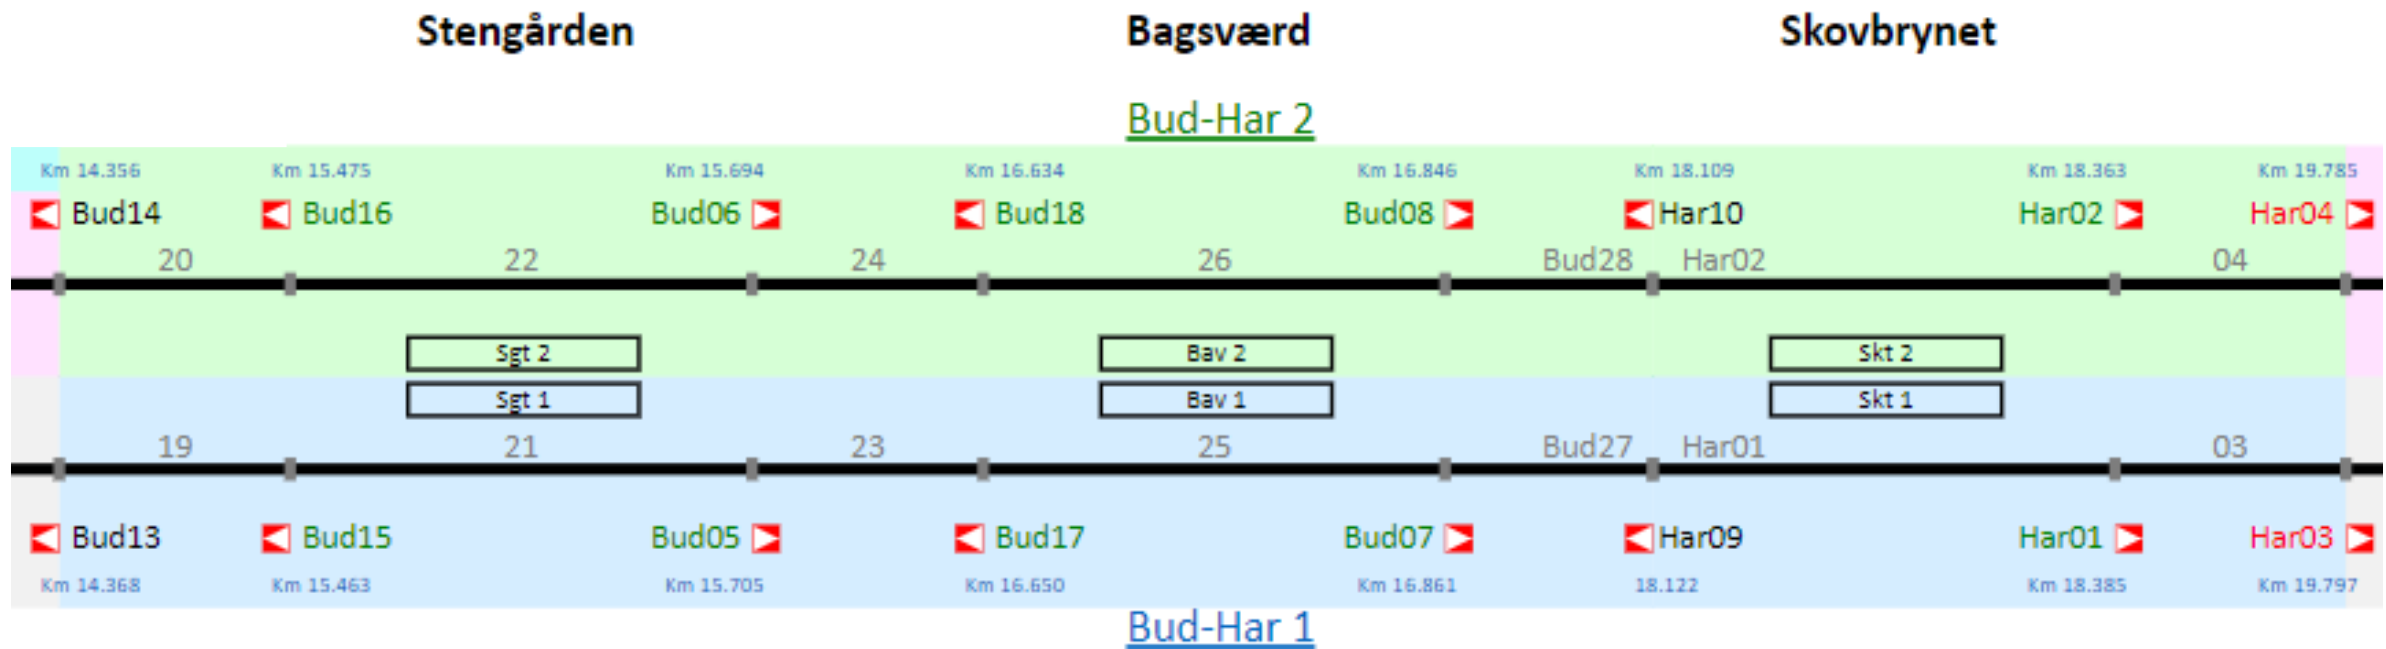 Stengården Bagsværd Skovbrynet
Bud-Har 2
Km 14.356 Km 15.475 Km 15.694 Km 16.634 Km 16.846 Km 18.109 Km 18.363 Km 19.785
Bud14 Bud16 Bud06 Bud18 Bud08 Har10 Har02 Har04
20 22 24 26 Bud28 Har02 04
Sgt 2 Bav 2 Skt 2
Sgt 1 Bav 1 Skt 1
19 21 23 25 Bud27 Har01 03
Bud13 Bud15 Bud05 Bud17 Bud07 Har09 Har01 Har03
Km 14.368 Km 15.463 Km 15.705 Km 16.650 Km 16.861 18.122 Km 18.385 Km 19.797
Bud-Har 1